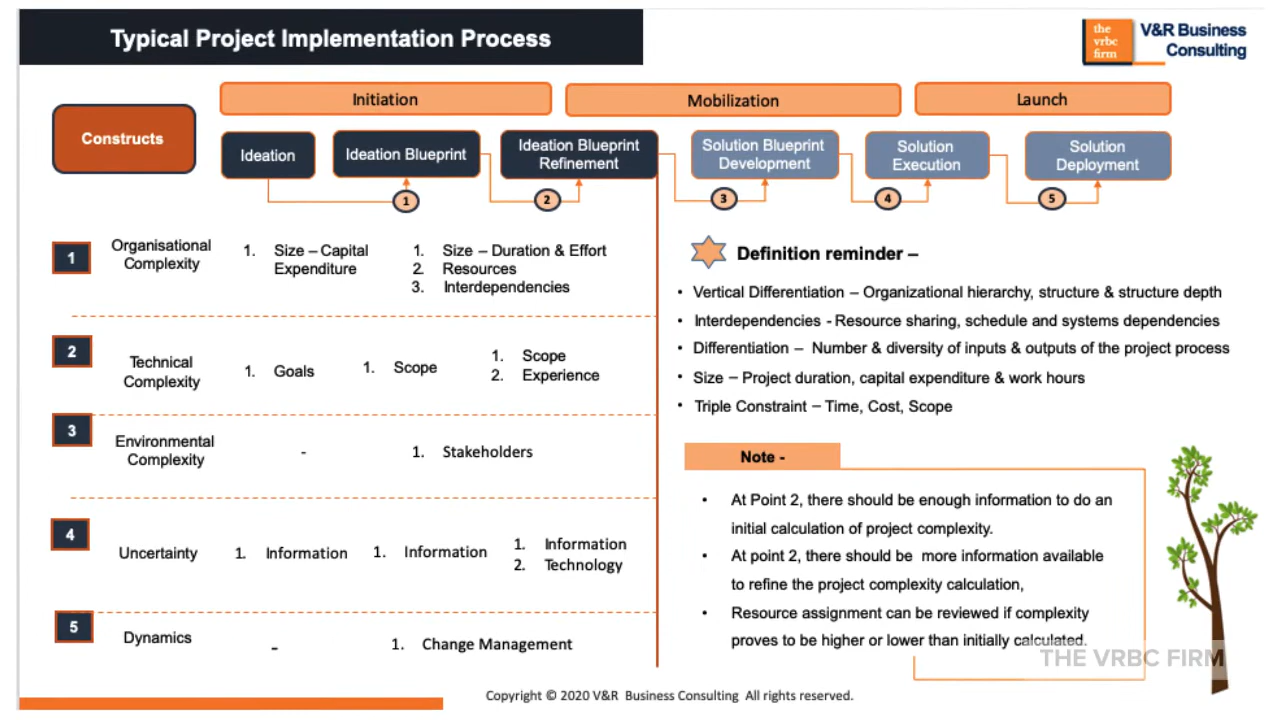 Typical Project Implementation Process
the
vrbc
firm
V&R Business
Consulting
Initiation
Mobilization
Launch
Constructs
Ideation
Ideation Blueprint
Ideation Blueprint
Refinement
Solution Blueprint
Development
Solution
Execution
Solution
Deployment
1
2
3
4
5
1
Organisational
Complexity
1. Size – Capital
Expenditure
1. Size – Duration & Effort
2. Resources
3. Interdependencies
2
Technical
Complexity
1. Goals
1. Scope
1. Scope
2. Experience
3
Environmental
Complexity
-
1. Stakeholders
4
Uncertainty
1. Information
1. Information
1. Information
2. Technology
5
Dynamics
-
1. Change Management
Definition reminder –
• Vertical Differentiation – Organizational hierarchy, structure & structure depth
• Interdependencies - Resource sharing, schedule and systems dependencies
• Differentiation – Number & diversity of inputs & outputs of the project process
• Size – Project duration, capital expenditure & work hours
• Triple Constraint – Time, Cost, Scope
Note -
• At Point 2, there should be enough information to do an
initial calculation of project complexity.
• At point 2, there should be more information available
to refine the project complexity calculation,
• Resource assignment can be reviewed if complexity
proves to be higher or lower than initially calculated.
THE VRBC FIRM
Copyright © 2020 V&R Business Consulting All rights reserved.